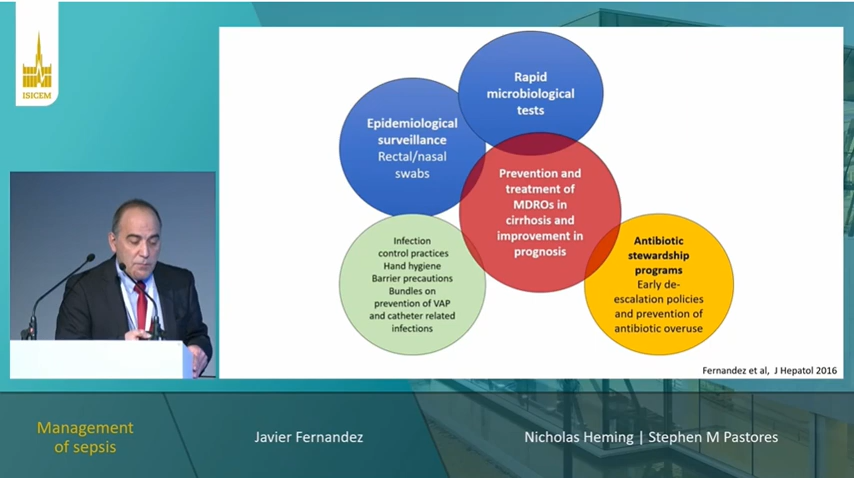 ISICEM
Rapid
microbiological
tests
Epidemiological
surveillance
Rectal/nasal
swabs
Prevention and
treatment of
MDROs in
cirrhosis and
improvement in
prognosis
Infection
control practices
Hand hygiene
Barrier precautions
Bundles on
prevention of VAP
and catheter related
infections
Antibiotic
stewardship
programs
Early de-
escalation policies
and prevention of
antibiotic overuse
Fernandez et al, J Hepatol 2016
Management
of sepsis
Javier Fernandez
Nicholas Heming | Stephen M Pastores